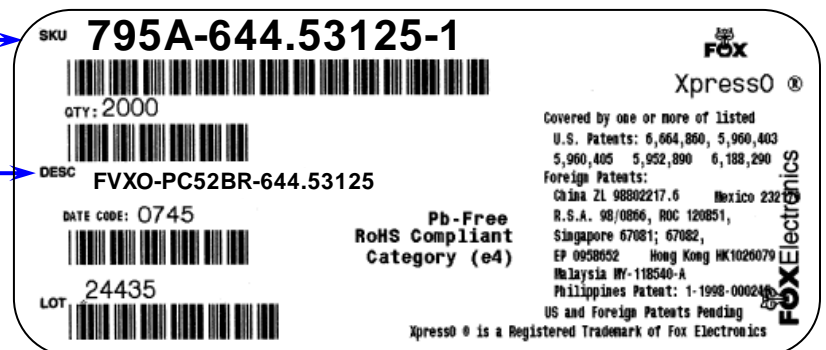 SKU 795A-644.53125-1
FOX
XpressO ®
QTY: 2000
DESC FVXO-PC52BR-644.53125
DATE CODE: 0745
LOT 24435
Pb-Free
RoHS Compliant
Category (e4)
Covered by one or more of listed
U.S. Patents: 6,664,860, 5,960,403
5,960,405 5,952,890 6,188,290
Foreign Patents:
China ZL 98802217.6 Mexico
R.S.A. 98/0866, ROC 120851,
Singapore 67081; 67082,
EP 0958652 Hong Kong HK1026079
Malaysia MY-118540-A
Philippines Patent:
US and Foreign Patents Pending
XpressO ® is a Registered Trademark of Fox Electronics
FOXElectronics